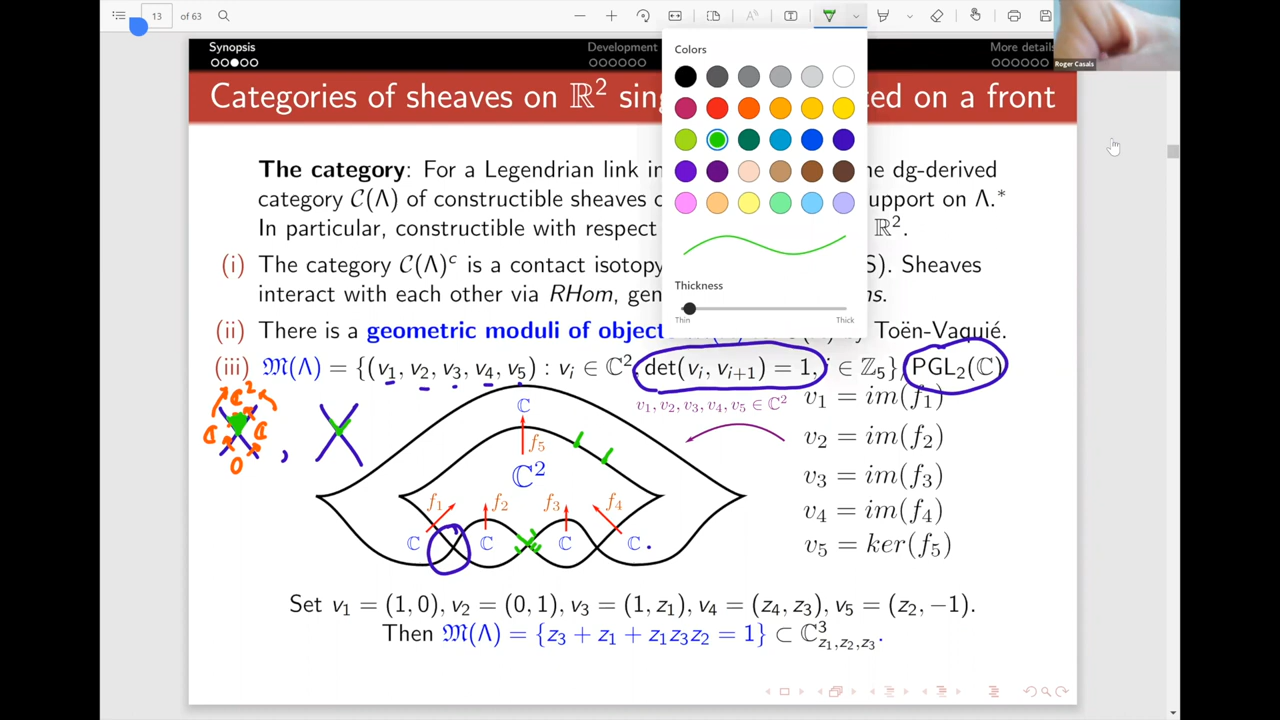 13 of 63
Roger Casals
Synopsis Development More details
Categories of sheaves on ℝ² sing ted on a front
Colors
Thickness
Thin Thick
The category: For a Legendrian link in he dg-derived
category 𝒞(Λ) of constructible sheaves upport on Λ.*
In particular, constructible with respect ℝ².
(i) The category 𝒞(Λ)ᶜ is a contact isotopy S). Sheaves
interact with each other via RHom, gen
(ii) There is a geometric moduli of object Toën-Vaquié.
(iii) 𝔐(Λ) = {(v₁, v₂, v₃, v₄, v₅) : vᵢ ∈ ℂ², det(vᵢ, vᵢ₊₁) = 1, i ∈ ℤ₅}/PGL₂(ℂ)
ℂ²
ℂ ℂ
0
,
ℂ
f₅
ℂ²
f₁ f₂ f₃ f₄
ℂ ℂ ℂ ℂ
v₁, v₂, v₃, v₄, v₅ ∈ ℂ²
v₁ = im(f₁)
v₂ = im(f₂)
v₃ = im(f₃)
v₄ = im(f₄)
v₅ = ker(f₅)
Set v₁ = (1, 0), v₂ = (0, 1), v₃ = (1, z₁), v₄ = (z₄, z₃), v₅ = (z₂, −1).
Then 𝔐(Λ) = {z₃ + z₁ + z₁z₃z₂ = 1} ⊂ ℂ³_{z₁,z₂,z₃}.